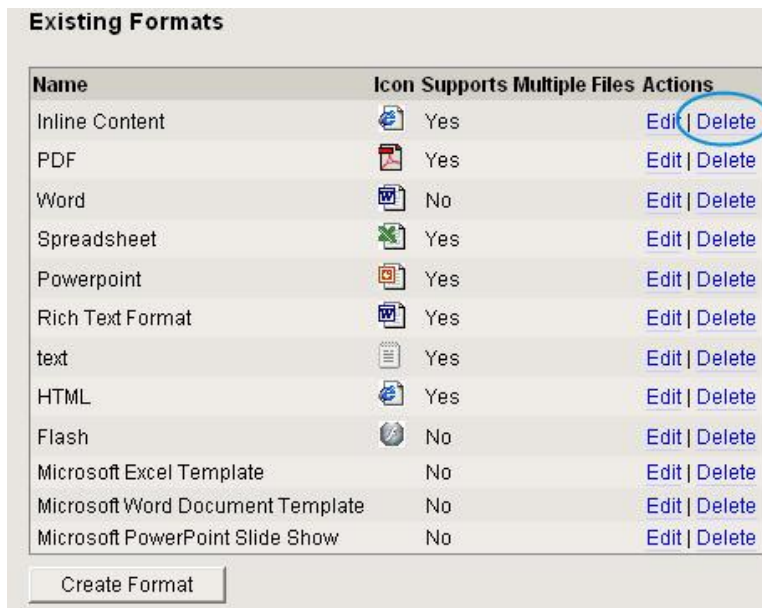 Existing Formats
Name Icon Supports Multiple Files Actions
Inline Content Yes Edit | Delete
PDF Yes Edit | Delete
Word No Edit | Delete
Spreadsheet Yes Edit | Delete
Powerpoint Yes Edit | Delete
Rich Text Format Yes Edit | Delete
text Yes Edit | Delete
HTML Yes Edit | Delete
Flash No Edit | Delete
Microsoft Excel Template No Edit | Delete
Microsoft Word Document Template No Edit | Delete
Microsoft PowerPoint Slide Show No Edit | Delete
Create Format